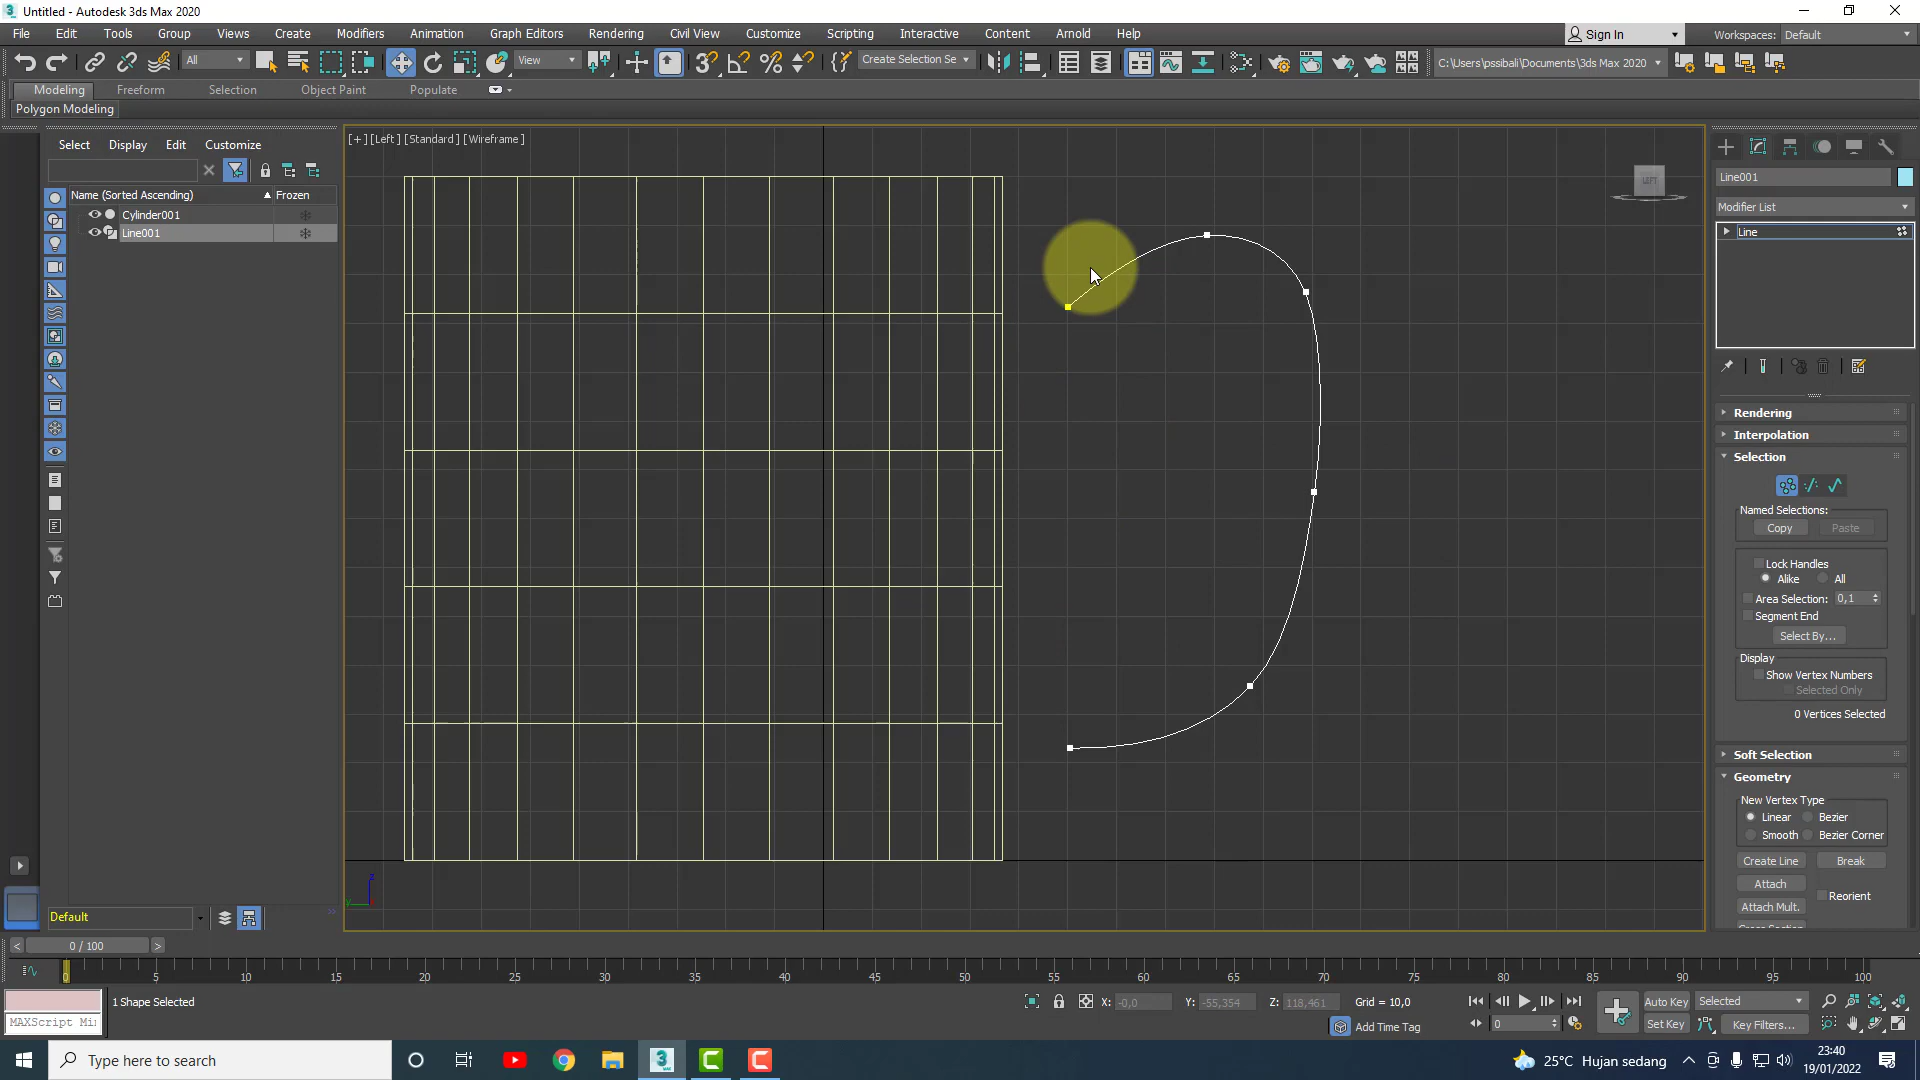 Untitled - Autodesk 3ds Max 2020
File Edit Tools Group Views Create Modifiers Animation Graph Editors Rendering Civil View Customize Scripting Interactive Content Arnold Help
Sign In
Workspaces: Default
All
View
Create Selection Se
C:\Users\pssibali\Documents\3ds Max 2020
Modeling Freeform Selection Object Paint Populate
Polygon Modeling
Select Display Edit Customize
Name (Sorted Ascending)
Frozen
Cylinder001
Line001
[+] [Left ] [Standard ] [Wireframe ]
LEFT
Line001
Modifier List
Line
Rendering
Interpolation
Selection
Named Selections:
Copy Paste
Lock Handles
Alike All
Area Selection: 0,1
Segment End
Select By...
Display
Show Vertex Numbers
Selected Only
0 Vertices Selected
Soft Selection
Geometry
New Vertex Type
Linear Bezier
Smooth Bezier Corner
Create Line Break
Attach
Reorient
Attach Mult.
Cross Section
z
y
Default
0 / 100
0 5 10 15 20 25 30 35 40 45 50 55 60 65 70 75 80 85 90 95 100
1 Shape Selected
MAXScript Mi
X: -0,0 Y: -55,354 Z: 118,461 Grid = 10,0
Add Time Tag
0
Auto Key Selected
Set Key Key Filters...
Type here to search
25°C Hujan sedang
23:40
19/01/2022